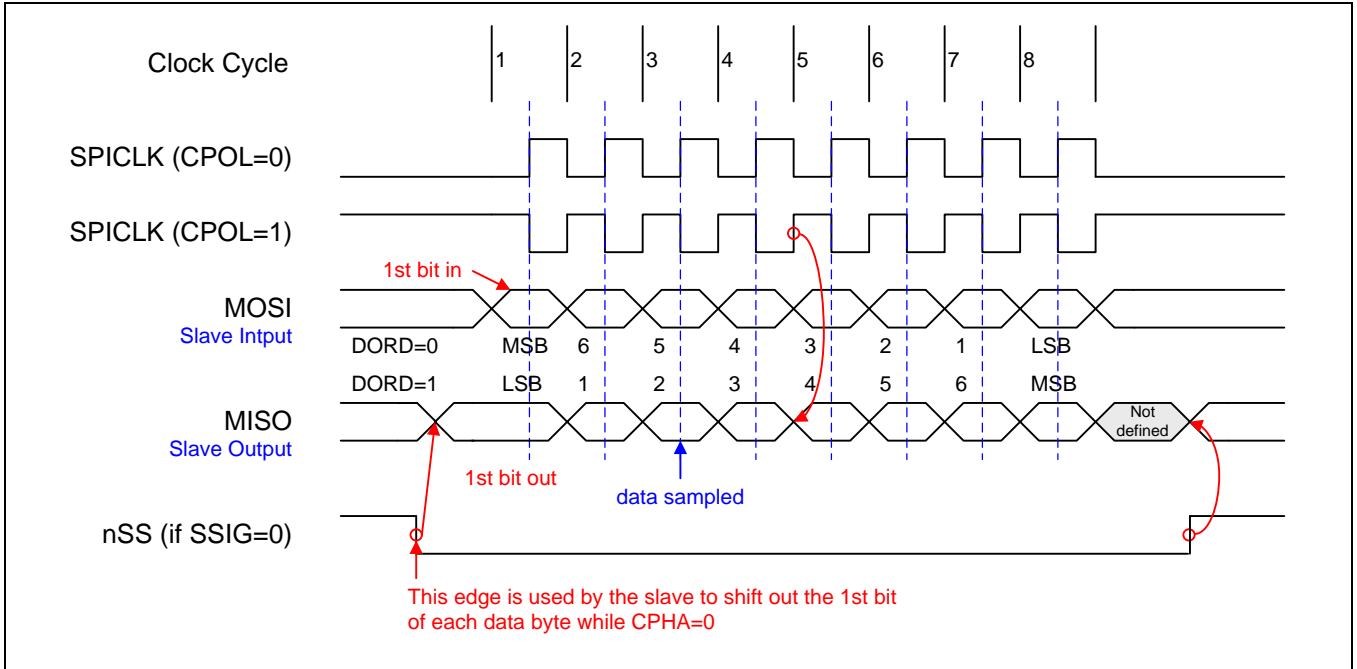 Clock Cycle
1 2 3 4 5 6 7 8
SPICLK (CPOL=0)
SPICLK (CPOL=1)
1st bit in
MOSI
Slave Intput
DORD=0 MSB 6 5 4 3 2 1 LSB
DORD=1 LSB 1 2 3 4 5 6 MSB
MISO
Slave Output
Not
defined
1st bit out
data sampled
nSS (if SSIG=0)
This edge is used by the slave to shift out the 1st bit
of each data byte while CPHA=0